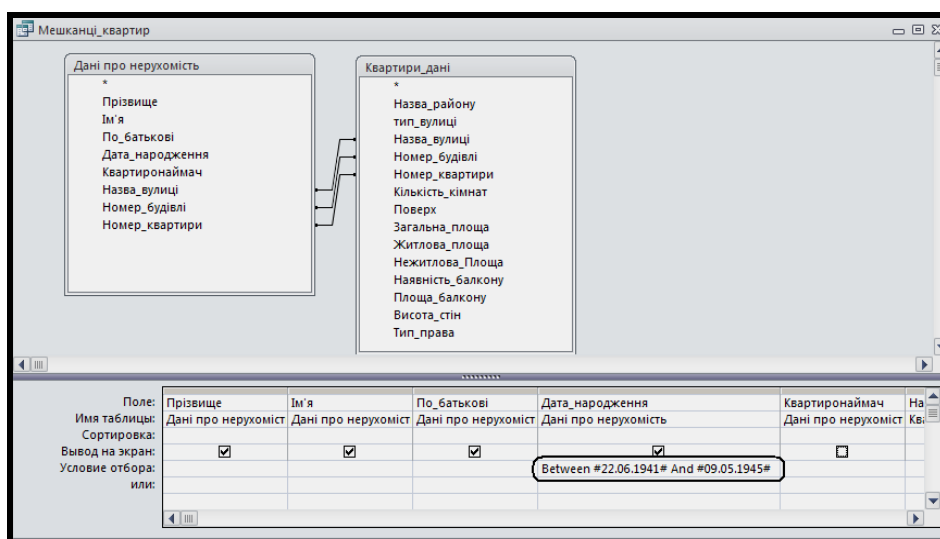 Мешканці_квартир
Дані про нерухомість
*
Прізвище
Ім'я
По_батькові
Дата_народження
Квартиронаймач
Назва_вулиці
Номер_будівлі
Номер_квартири
Квартири_дані
*
Назва_району
тип_вулиці
Назва_вулиці
Номер_будівлі
Номер_квартири
Кількість_кімнат
Поверх
Загальна_площа
Житлова_площа
Нежитлова_Площа
Наявність_балкону
Площа_балкону
Висота_стін
Тип_права
Поле: Прізвище Ім'я По_батькові Дата_народження Квартиронаймач На
Имя таблицы: Дані про нерухоміст Дані про нерухоміст Дані про нерухоміст Дані про нерухомість Дані про нерухоміст Ква
Сортировка:
Вывод на экран:
Условие отбора: Between #22.06.1941# And #09.05.1945#
или: